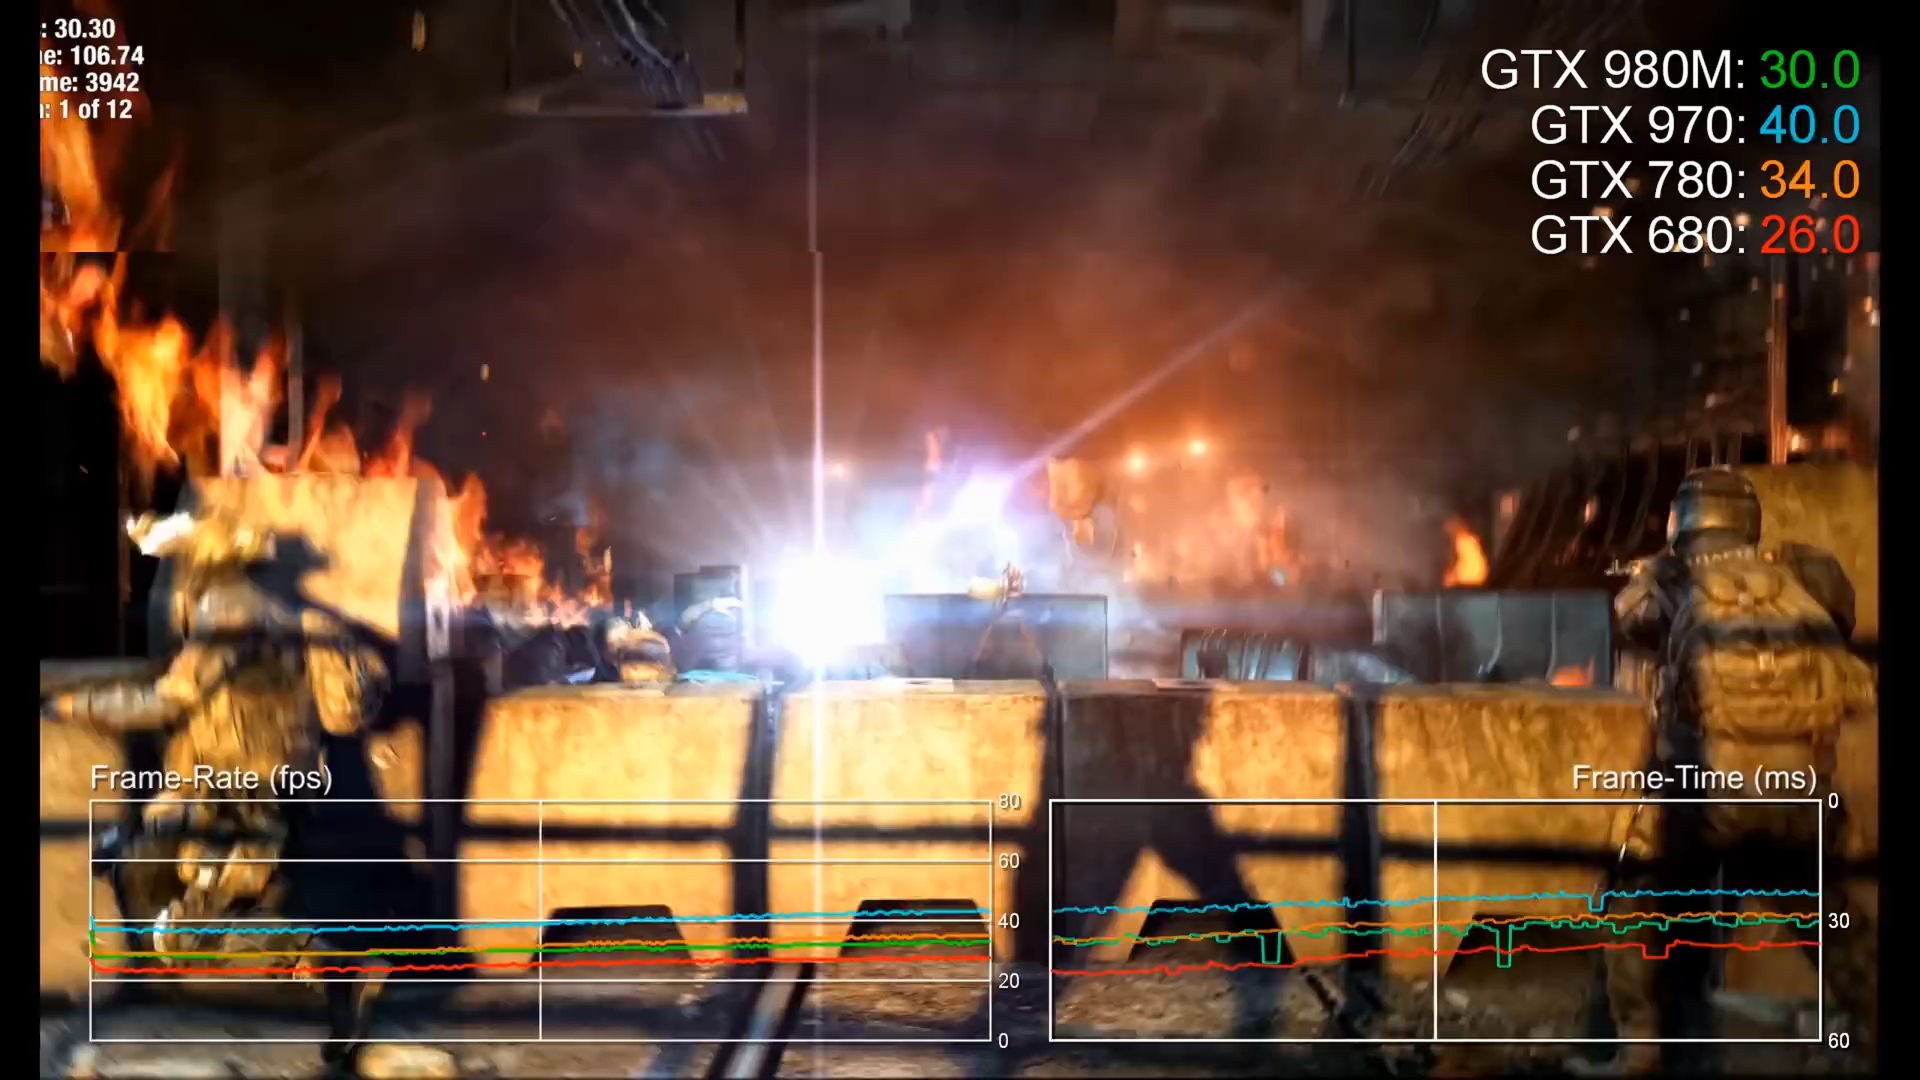 : 30.30
e: 106.74
me: 3942
: 1 of 12
GTX 980M: 30.0
GTX 970: 40.0
GTX 780: 34.0
GTX 680: 26.0
Frame-Rate (fps)
80
60
40
20
0
Frame-Time (ms)
0
30
60